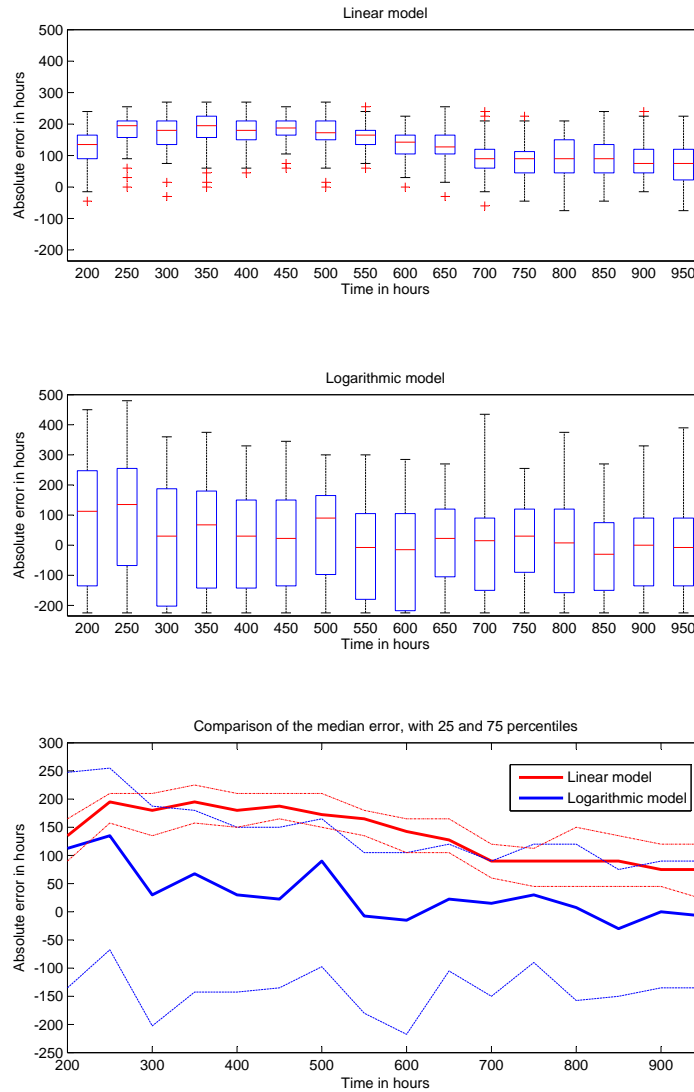 Linear model
500
400
300
200
100
0
-100
-200
Absolute error in hours
200 250 300 350 400 450 500 550 600 650 700 750 800 850 900 950
Time in hours
Logarithmic model
500
400
300
200
100
0
-100
-200
Absolute error in hours
200 250 300 350 400 450 500 550 600 650 700 750 800 850 900 950
Time in hours
Comparison of the median error, with 25 and 75 percentiles
300
250
200
150
100
50
0
-50
-100
-150
-200
-250
Absolute error in hours
Linear model
Logarithmic model
200 300 400 500 600 700 800 900
Time in hours